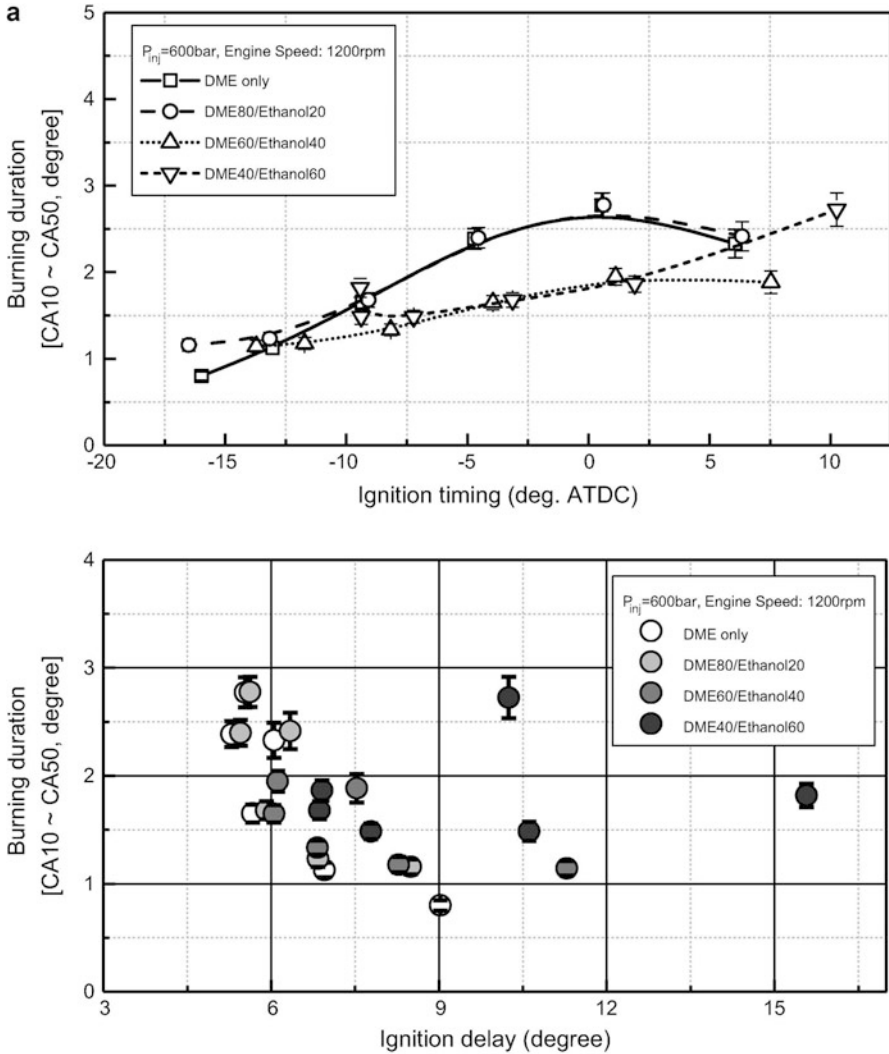 a
5
4
3
2
1
0
Burning duration
[CA10 ~ CA50, degree]
P_inj=600bar, Engine Speed: 1200rpm
DME only
DME80/Ethanol20
DME60/Ethanol40
DME40/Ethanol60
-20 -15 -10 -5 0 5 10
Ignition timing (deg. ATDC)
4
3
2
1
0
Burning duration
[CA10 ~ CA50, degree]
P_inj=600bar, Engine Speed: 1200rpm
DME only
DME80/Ethanol20
DME60/Ethanol40
DME40/Ethanol60
3 6 9 12 15
Ignition delay (degree)